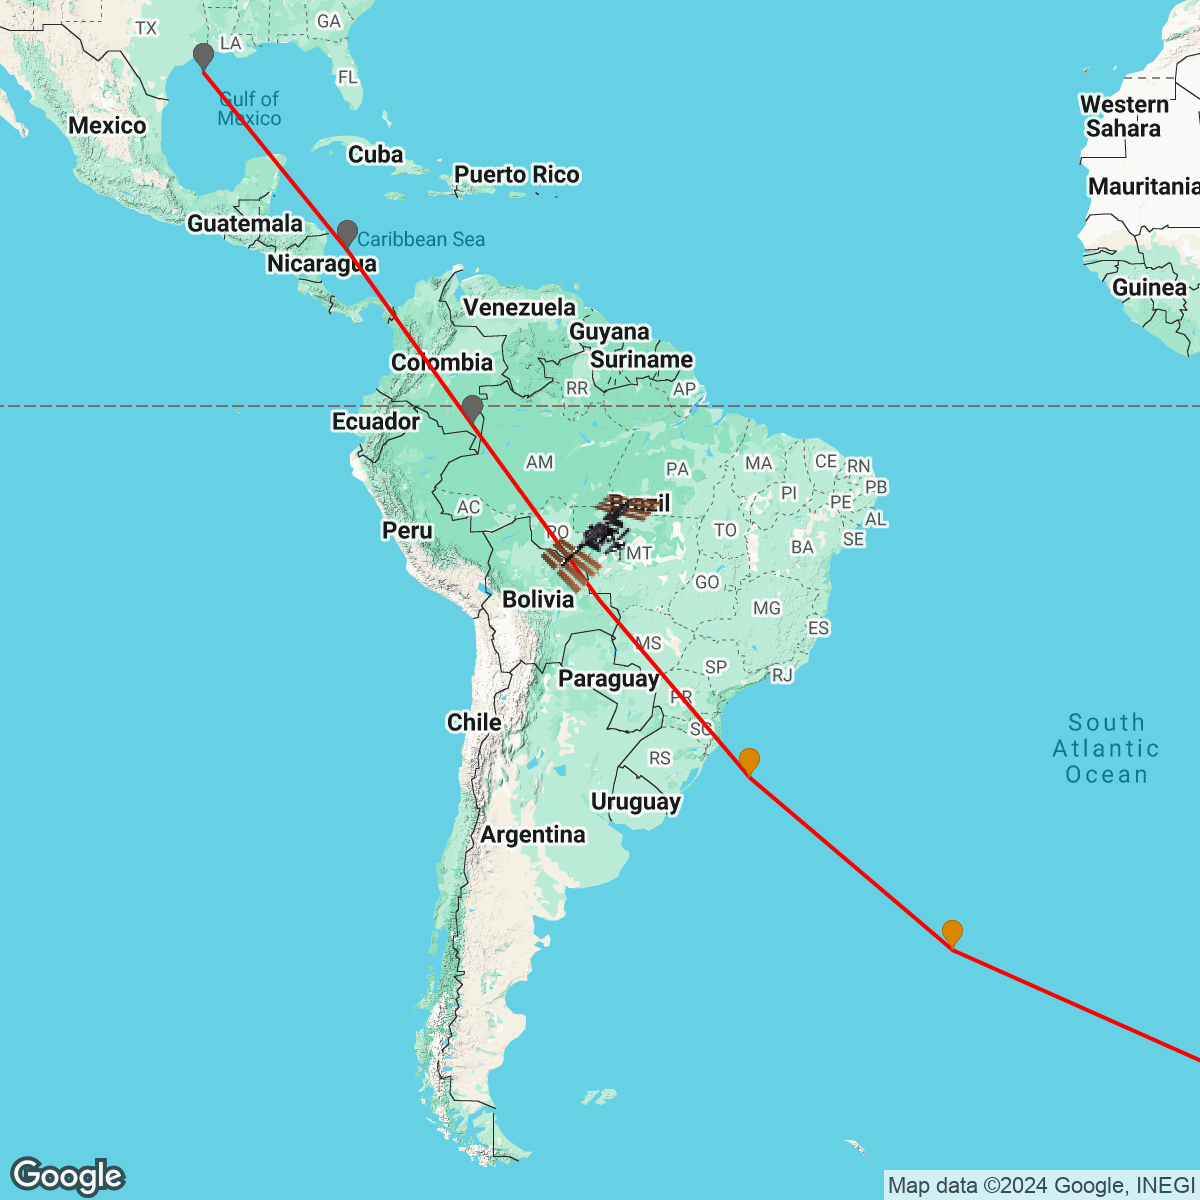 TX
LA
GA
FL
Gulf of
Mexico
Mexico
Cuba
Puerto Rico
Western
Sahara
Mauritania
Guatemala
Caribbean Sea
Nicaragua
Guinea
Venezuela
Guyana
Suriname
Colombia
RR
AP
Ecuador
AM
PA
MA
CE
RN
PI
PB
PE
AC
Brazil
AL
Peru
RO
TO
SE
MT
BA
Bolivia
GO
MG
ES
MS
SP
RJ
Paraguay
PR
Chile
SC
RS
South
Atlantic
Ocean
Uruguay
Argentina
Google
Map data ©2024 Google, INEGI